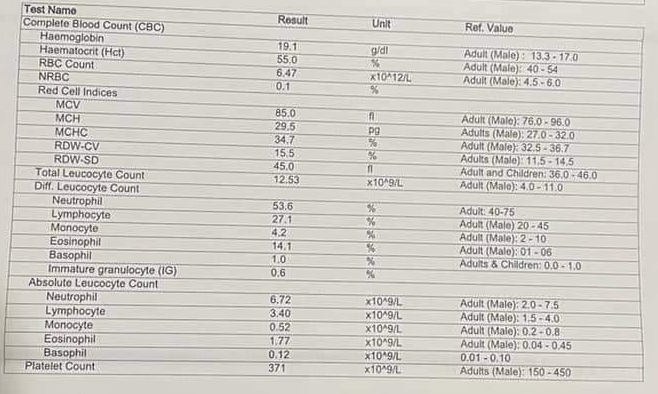 Test Name Result Unit Ref. Value
Complete Blood Count (CBC)
Haemoglobin 19.1 g/dl Adult (Male) : 13.3 - 17.0
Haematocrit (Hct) 55.0 % Adult (Male): 40 - 54
RBC Count 6.47 x10^12/L Adult (Male): 4.5 - 6.0
NRBC 0.1 %
Red Cell Indices
MCV 85.0 fl Adult (Male): 76.0 - 96.0
MCH 29.5 pg Adults (Male): 27.0 - 32.0
MCHC 34.7 % Adult (Male): 32.5 - 36.7
RDW-CV 15.5 % Adults (Male): 11.5 - 14.5
RDW-SD 45.0 fl Adult and Children: 36.0 - 46.0
Total Leucocyte Count 12.53 x10^9/L Adult (Male): 4.0 - 11.0
Diff. Leucocyte Count
Neutrophil 53.6 % Adult: 40-75
Lymphocyte 27.1 % Adult (Male) 20 - 45
Monocyte 4.2 % Adult (Male): 2 - 10
Eosinophil 14.1 % Adult (Male): 01 - 06
Basophil 1.0 % Adults & Children: 0.0 - 1.0
Immature granulocyte (IG) 0.6 %
Absolute Leucocyte Count
Neutrophil 6.72 x10^9/L Adult (Male): 2.0 - 7.5
Lymphocyte 3.40 x10^9/L Adult (Male): 1.5 - 4.0
Monocyte 0.52 x10^9/L Adult (Male): 0.2 - 0.8
Eosinophil 1.77 x10^9/L Adult (Male): 0.04 - 0.45
Basophil 0.12 x10^9/L 0.01 - 0.10
Platelet Count 371 x10^9/L Adults (Male): 150 - 450